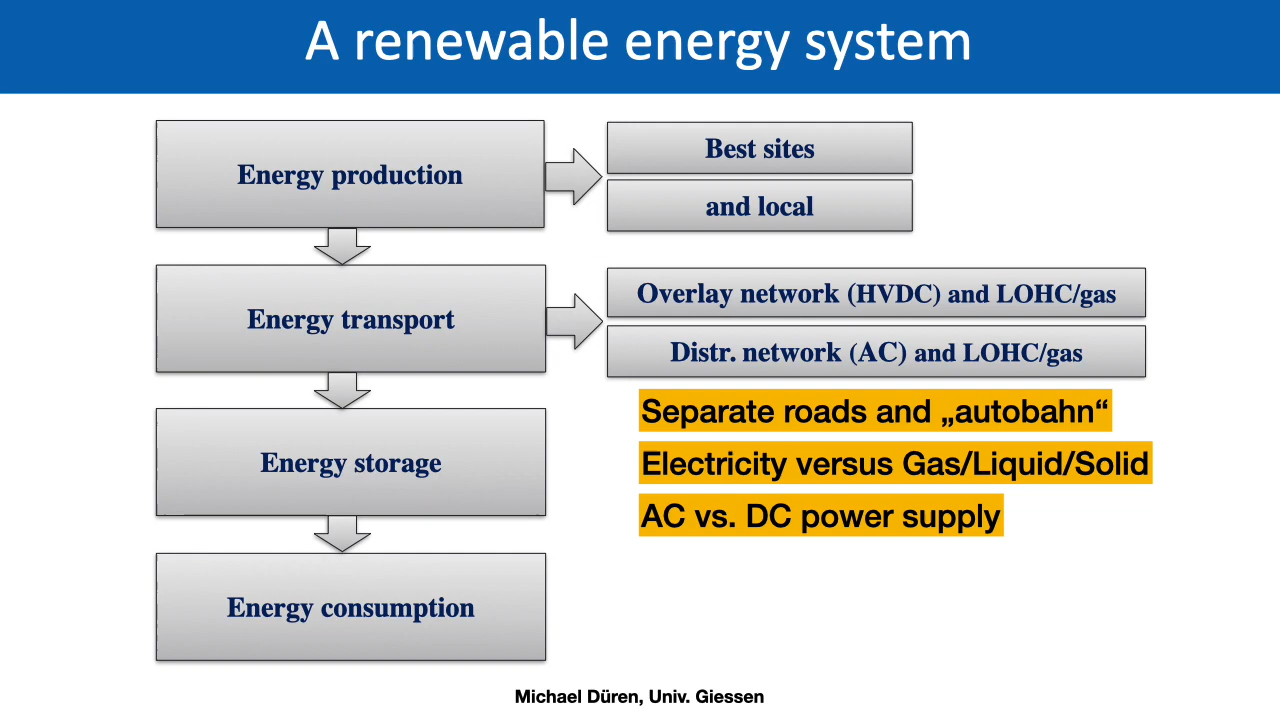 A renewable energy system
Energy production
Best sites
and local
Energy transport
Overlay network (HVDC) and LOHC/gas
Distr. network (AC) and LOHC/gas
Separate roads and „autobahn“
Energy storage
Electricity versus Gas/Liquid/Solid
AC vs. DC power supply
Energy consumption
Michael Düren, Univ. Giessen